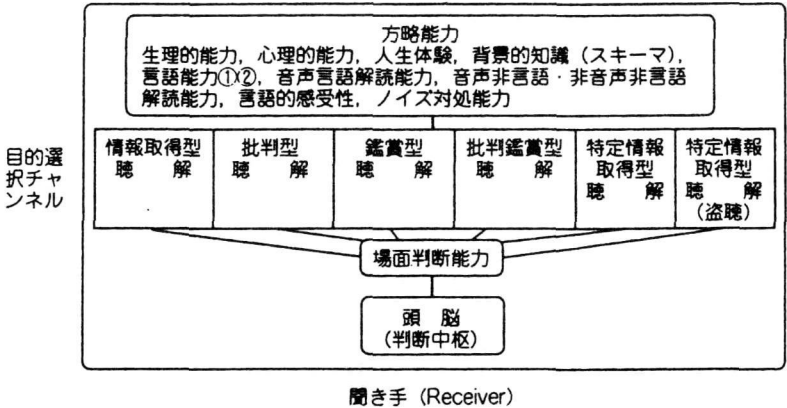 方略能力
生理的能力，心理的能力，人生体験，背景的知識（スキーマ），
言語能力①②，音声言語解読能力，音声非言語・非音声非言語
解読能力，言語的感受性，ノイズ対処能力
目的選
択チャ
ンネル
情報取得型
聴　解
批判型
聴　解
鑑賞型
聴　解
批判鑑賞型
聴　解
特定情報
取得型
聴　解
特定情報
取得型
聴　解
（盗聴）
場面判断能力
頭　脳
（判断中枢）
聞き手（Receiver）